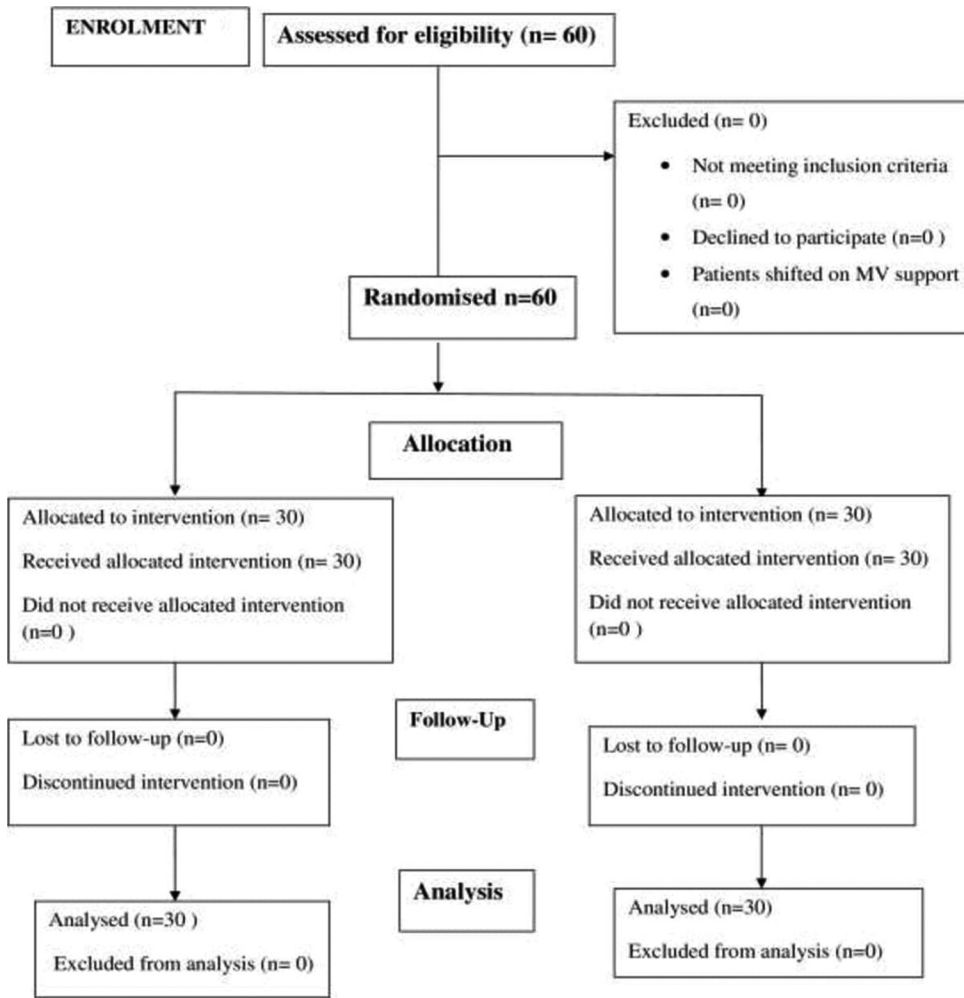 ENROLMENT
Assessed for eligibility (n= 60)
Excluded (n= 0)
• Not meeting inclusion criteria
(n= 0)
• Declined to participate (n=0 )
• Patients shifted on MV support
(n=0)
Randomised n=60
Allocation
Allocated to intervention (n= 30)
Received allocated intervention (n= 30)
Did not receive allocated intervention
(n=0 )
Allocated to intervention (n= 30)
Received allocated intervention (n= 30)
Did not receive allocated intervention
(n=0 )
Follow-Up
Lost to follow-up (n=0)
Discontinued intervention (n=0)
Lost to follow-up (n= 0)
Discontinued intervention (n= 0)
Analysis
Analysed (n=30 )
Excluded from analysis (n= 0)
Analysed (n=30)
Excluded from analysis (n=0)